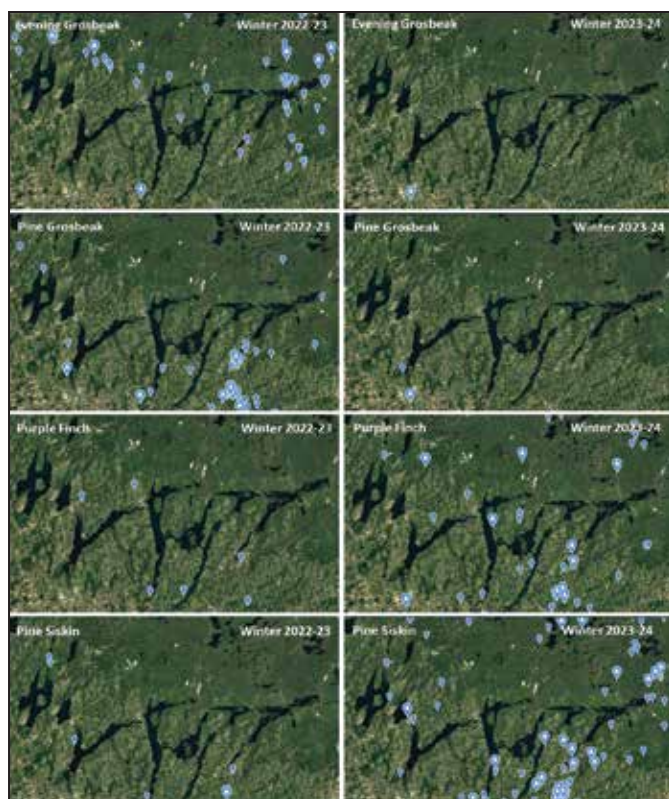 Evening Grosbeak Winter 2022-23
Evening Grosbeak Winter 2023-24
Pine Grosbeak Winter 2022-23
Pine Grosbeak Winter 2023-24
Purple Finch Winter 2022-23
Purple Finch Winter 2023-24
Pine Siskin Winter 2022-23
Pine Siskin Winter 2023-24